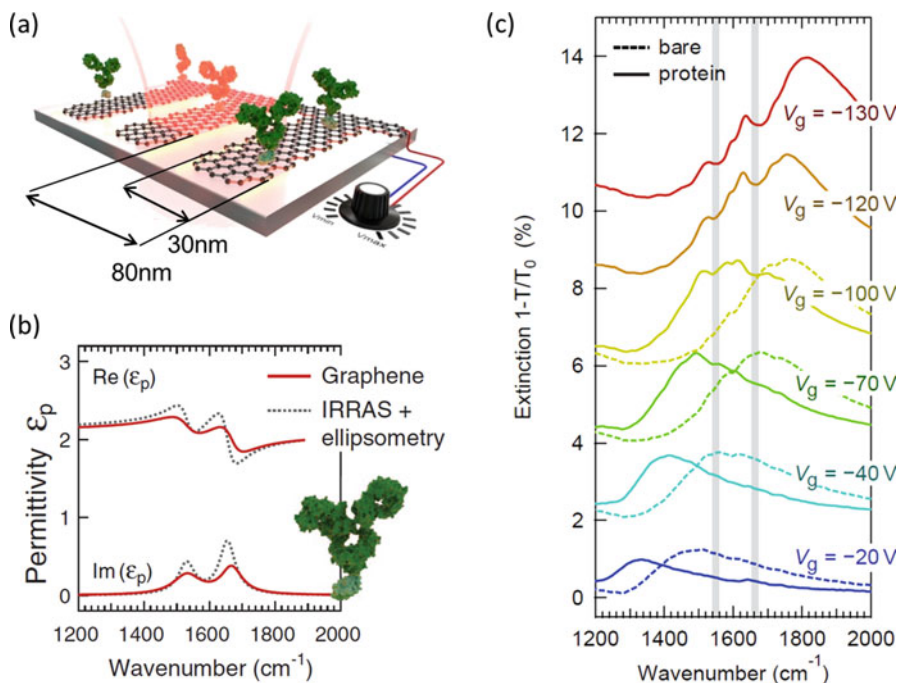 (a)
Vmin
Vmax
30nm
80nm
(b)
3
2
1
0
Permittivity εp
Re (εp)
Graphene
IRRAS +
ellipsometry
Im (εp)
1200 1400 1600 1800 2000
Wavenumber (cm⁻¹)
(c)
14
12
10
8
6
4
2
0
Extinction 1-T/T₀ (%)
bare
protein
Vg = −130 V
Vg = −120 V
Vg = −100 V
Vg = −70 V
Vg = −40 V
Vg = −20 V
1200 1400 1600 1800 2000
Wavenumber (cm⁻¹)